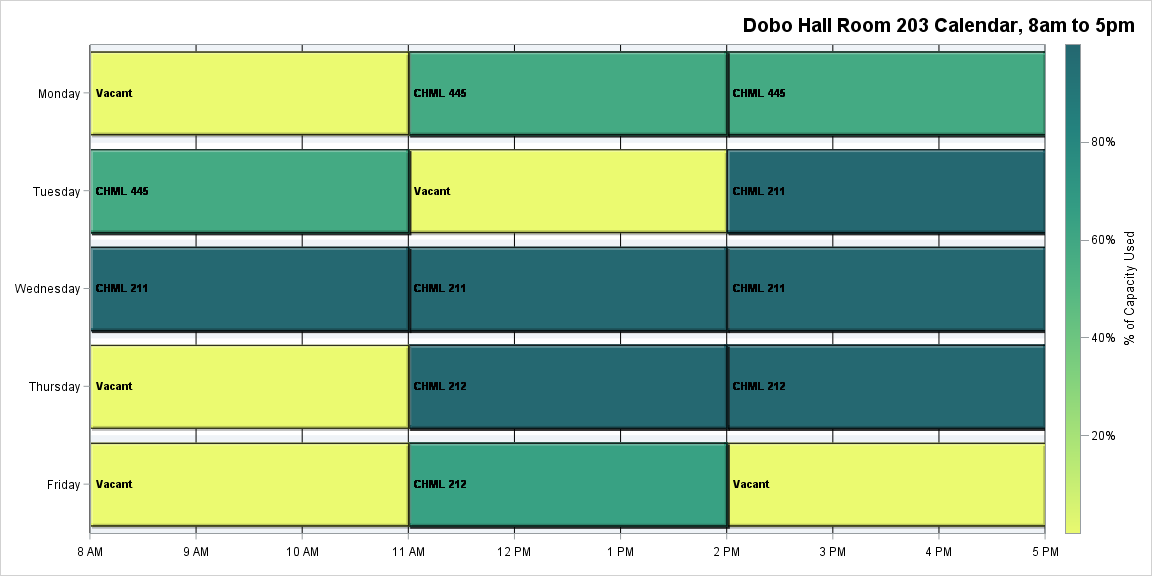 Dobo Hall Room 203 Calendar, 8am to 5pm
Monday
Vacant
CHML 445
CHML 445
Tuesday
CHML 445
Vacant
CHML 211
Wednesday
CHML 211
CHML 211
CHML 211
Thursday
Vacant
CHML 212
CHML 212
Friday
Vacant
CHML 212
Vacant
8 AM
9 AM
10 AM
11 AM
12 PM
1 PM
2 PM
3 PM
4 PM
5 PM
80%
60%
40%
20%
% of Capacity Used